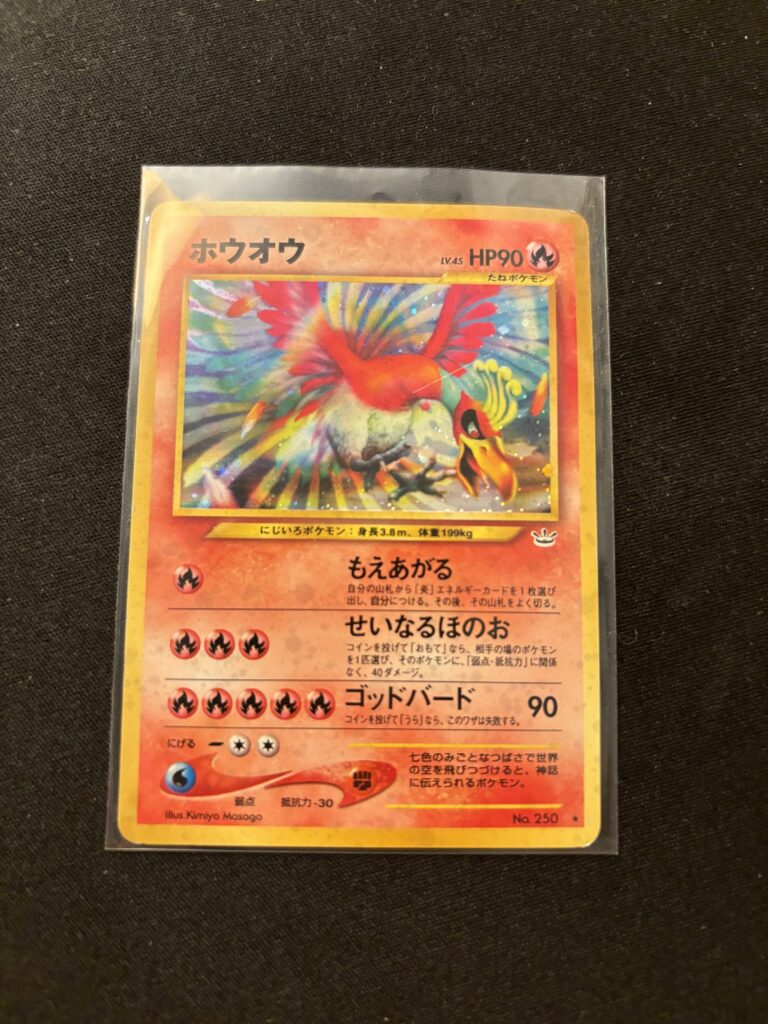 ホウオウ
LV.45 HP90
たねポケモン
にじいろポケモン：身長3.8m、体重199kg
もえあがる
自分の山札から「炎」エネルギーカードを1枚選び
出し、自分につける。その後、その山札をよく切る。
せいなるほのお
コインを投げて「おもて」なら、相手の場のポケモン
を1匹選び、そのポケモンに、「弱点・抵抗力」に関係
なく、40ダメージ。
ゴッドバード 90
コインを投げて「うら」なら、このワザは失敗する。
にげる
七色のみごとなつばさで世界
の空を飛びつづけると、神話
に伝えられるポケモン。
弱点 抵抗力-30
Illus. Kimiya Masago
No. 250 ★